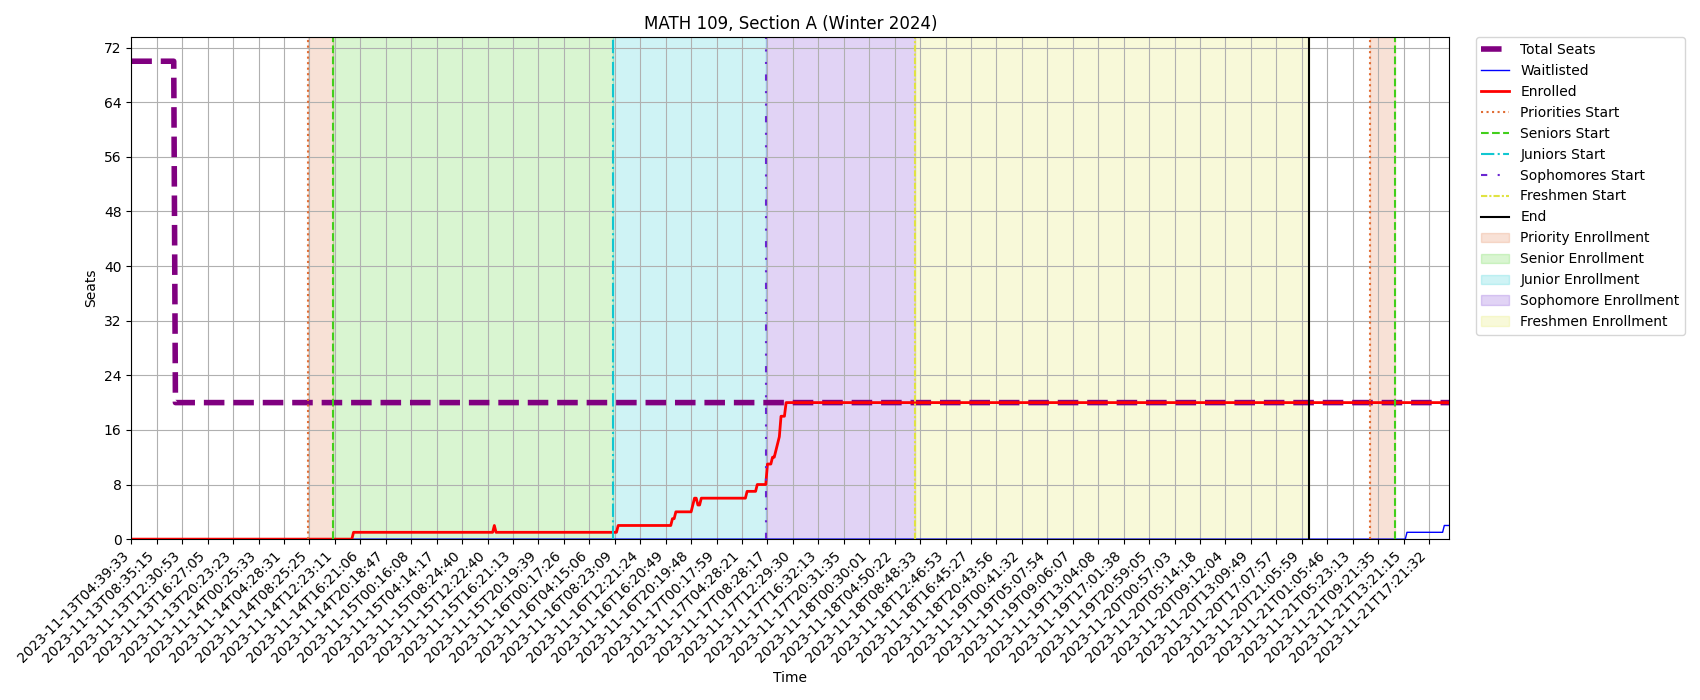 MATH 109, Section A (Winter 2024)
72
64
56
48
40
32
24
16
8
0
Seats
2023-11-13T04:39:33
2023-11-13T08:35:15
2023-11-13T12:30:53
2023-11-13T16:27:05
2023-11-13T20:23:23
2023-11-14T00:25:33
2023-11-14T04:28:31
2023-11-14T08:25:25
2023-11-14T12:23:11
2023-11-14T16:21:06
2023-11-14T20:18:47
2023-11-15T00:16:08
2023-11-15T04:14:17
2023-11-15T08:24:40
2023-11-15T12:22:40
2023-11-15T16:21:13
2023-11-15T20:19:39
2023-11-16T00:17:26
2023-11-16T04:15:06
2023-11-16T08:23:09
2023-11-16T12:21:24
2023-11-16T16:20:49
2023-11-16T20:19:48
2023-11-17T00:17:59
2023-11-17T04:28:21
2023-11-17T08:28:17
2023-11-17T12:29:30
2023-11-17T16:32:13
2023-11-17T20:31:35
2023-11-18T00:30:01
2023-11-18T04:50:22
2023-11-18T08:48:33
2023-11-18T12:46:53
2023-11-18T16:45:27
2023-11-18T20:43:56
2023-11-19T00:41:32
2023-11-19T05:07:54
2023-11-19T09:06:07
2023-11-19T13:04:08
2023-11-19T17:01:38
2023-11-19T20:59:05
2023-11-20T00:57:03
2023-11-20T05:14:18
2023-11-20T09:12:04
2023-11-20T13:09:49
2023-11-20T17:07:57
2023-11-20T21:05:59
2023-11-21T01:05:46
2023-11-21T05:23:13
2023-11-21T09:21:35
2023-11-21T13:21:15
2023-11-21T17:21:32
Time
Total Seats
Waitlisted
Enrolled
Priorities Start
Seniors Start
Juniors Start
Sophomores Start
Freshmen Start
End
Priority Enrollment
Senior Enrollment
Junior Enrollment
Sophomore Enrollment
Freshmen Enrollment